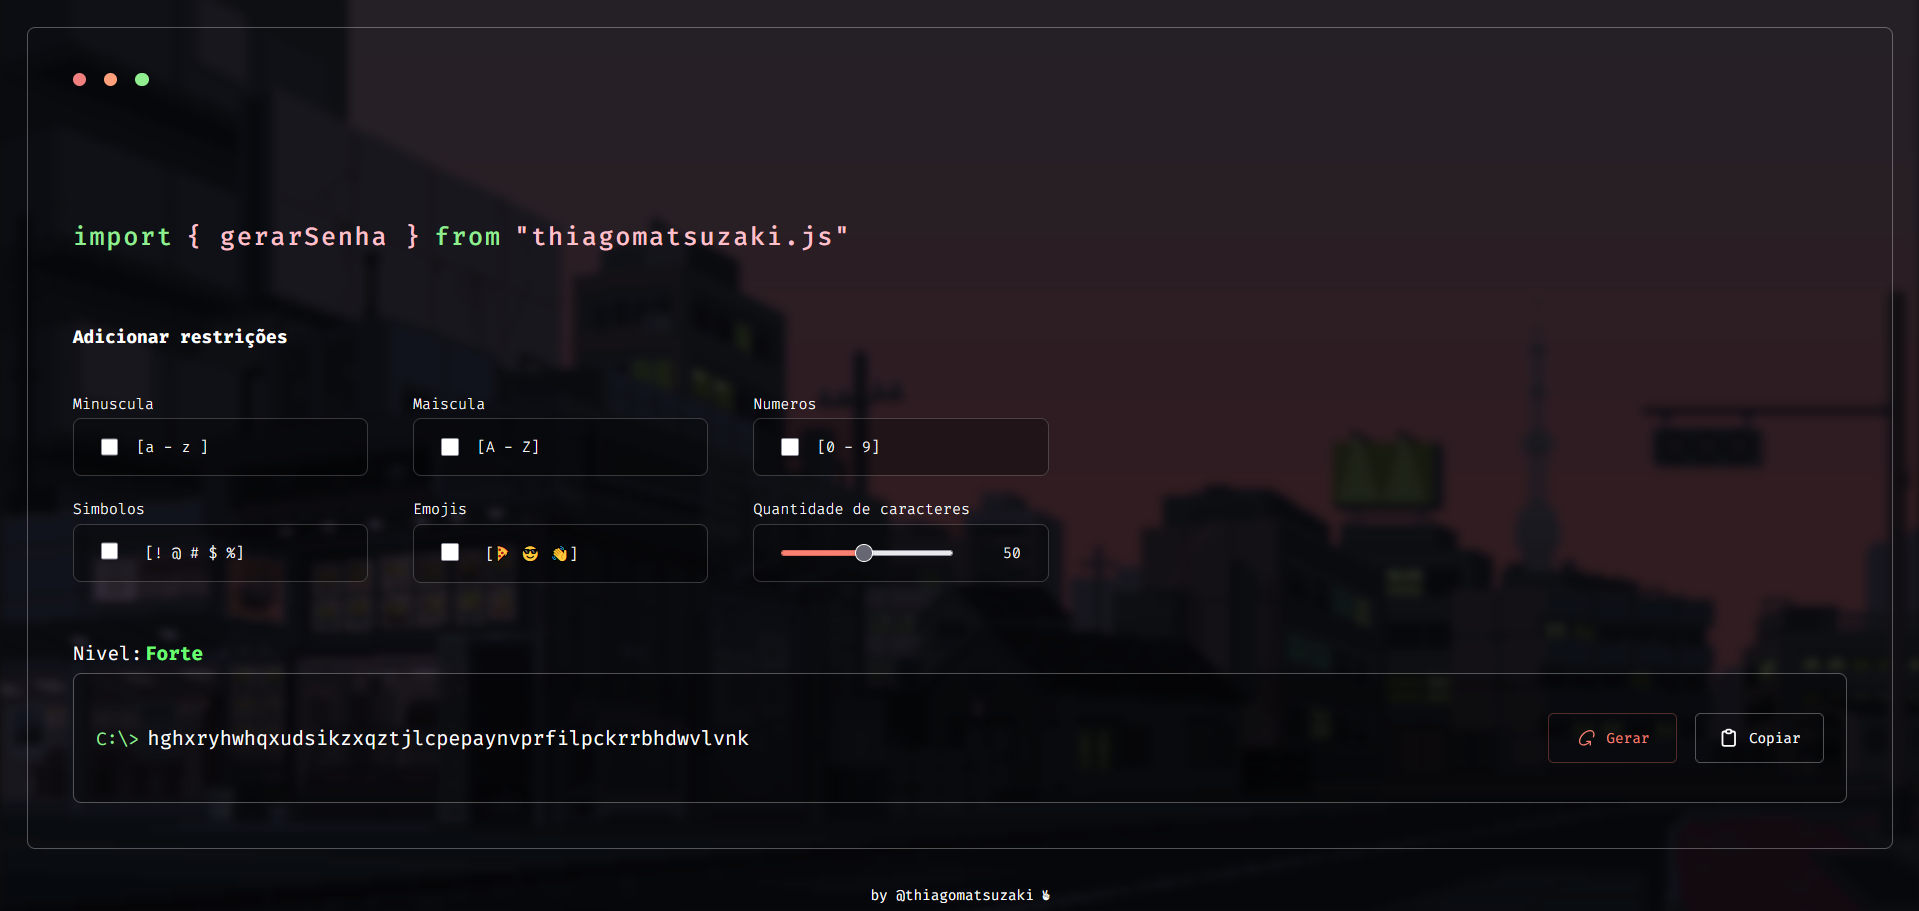 import { gerarSenha } from "thiagomatsuzaki.js"
Adicionar restrições
Minuscula
[a - z ]
Maiscula
[A - Z]
Numeros
[0 - 9]
Simbolos
[! @ # $ %]
Emojis
[🍕 😎 👋]
Quantidade de caracteres
50
Nivel: Forte
C:\> hghxryhwhqxudsikzxqztjlcpepaynvprfilpckrrbhdwvlvnk
Gerar
Copiar
by @thiagomatsuzaki ✌